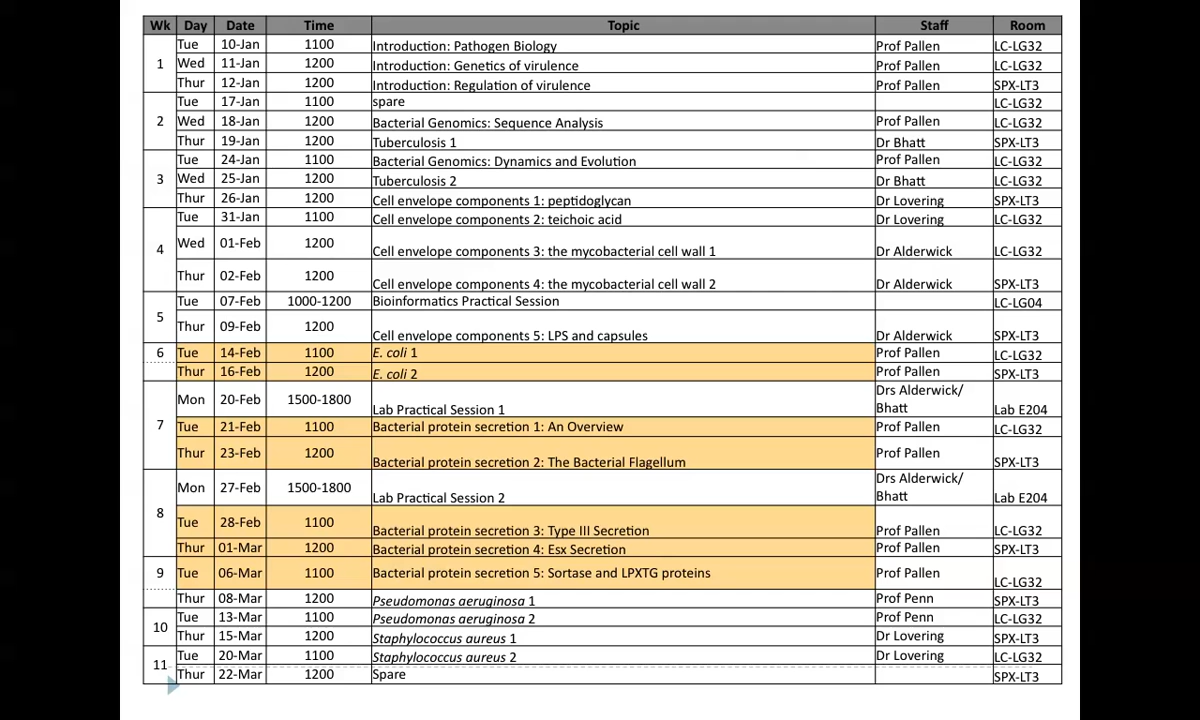 Wk Day Date Time Topic Staff Room
1 Tue 10-Jan 1100 Introduction: Pathogen Biology Prof Pallen LC-LG32
Wed 11-Jan 1200 Introduction: Genetics of virulence Prof Pallen LC-LG32
Thur 12-Jan 1200 Introduction: Regulation of virulence Prof Pallen SPX-LT3
2 Tue 17-Jan 1100 spare LC-LG32
Wed 18-Jan 1200 Bacterial Genomics: Sequence Analysis Prof Pallen LC-LG32
Thur 19-Jan 1200 Tuberculosis 1 Dr Bhatt SPX-LT3
3 Tue 24-Jan 1100 Bacterial Genomics: Dynamics and Evolution Prof Pallen LC-LG32
Wed 25-Jan 1200 Tuberculosis 2 Dr Bhatt LC-LG32
Thur 26-Jan 1200 Cell envelope components 1: peptidoglycan Dr Lovering SPX-LT3
4 Tue 31-Jan 1100 Cell envelope components 2: teichoic acid Dr Lovering LC-LG32
Wed 01-Feb 1200 Cell envelope components 3: the mycobacterial cell wall 1 Dr Alderwick LC-LG32
Thur 02-Feb 1200 Cell envelope components 4: the mycobacterial cell wall 2 Dr Alderwick SPX-LT3
5 Tue 07-Feb 1000-1200 Bioinformatics Practical Session LC-LG04
Thur 09-Feb 1200 Cell envelope components 5: LPS and capsules Dr Alderwick SPX-LT3
6 Tue 14-Feb 1100 E. coli 1 Prof Pallen LC-LG32
Thur 16-Feb 1200 E. coli 2 Prof Pallen SPX-LT3
7 Mon 20-Feb 1500-1800 Lab Practical Session 1 Drs Alderwick/
Bhatt Lab E204
Tue 21-Feb 1100 Bacterial protein secretion 1: An Overview Prof Pallen LC-LG32
Thur 23-Feb 1200 Bacterial protein secretion 2: The Bacterial Flagellum Prof Pallen SPX-LT3
8 Mon 27-Feb 1500-1800 Lab Practical Session 2 Drs Alderwick/
Bhatt Lab E204
Tue 28-Feb 1100 Bacterial protein secretion 3: Type III Secretion Prof Pallen LC-LG32
Thur 01-Mar 1200 Bacterial protein secretion 4: Esx Secretion Prof Pallen SPX-LT3
9 Tue 06-Mar 1100 Bacterial protein secretion 5: Sortase and LPXTG proteins Prof Pallen LC-LG32
Thur 08-Mar 1200 Pseudomonas aeruginosa 1 Prof Penn SPX-LT3
10 Tue 13-Mar 1100 Pseudomonas aeruginosa 2 Prof Penn LC-LG32
Thur 15-Mar 1200 Staphylococcus aureus 1 Dr Lovering SPX-LT3
11 Tue 20-Mar 1100 Staphylococcus aureus 2 Dr Lovering LC-LG32
Thur 22-Mar 1200 Spare SPX-LT3